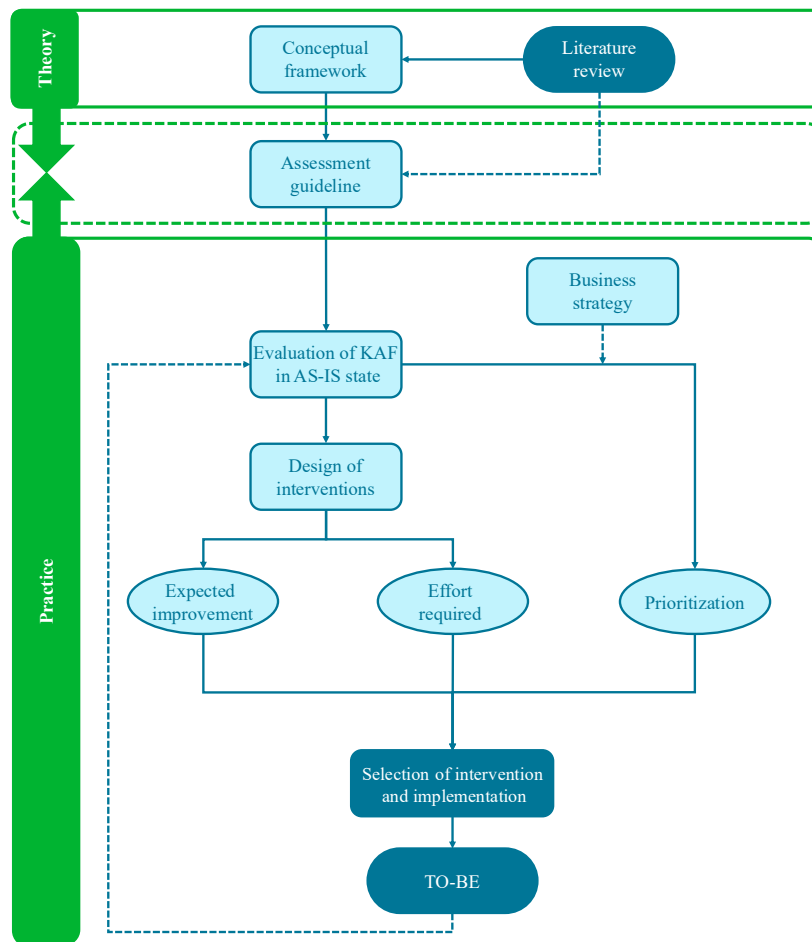 Theory
Conceptual
framework
Literature
review
Assessment
guideline
Business
strategy
Evaluation of KAF
in AS-IS state
Design of
interventions
Practice
Expected
improvement
Effort
required
Prioritization
Selection of intervention
and implementation
TO-BE